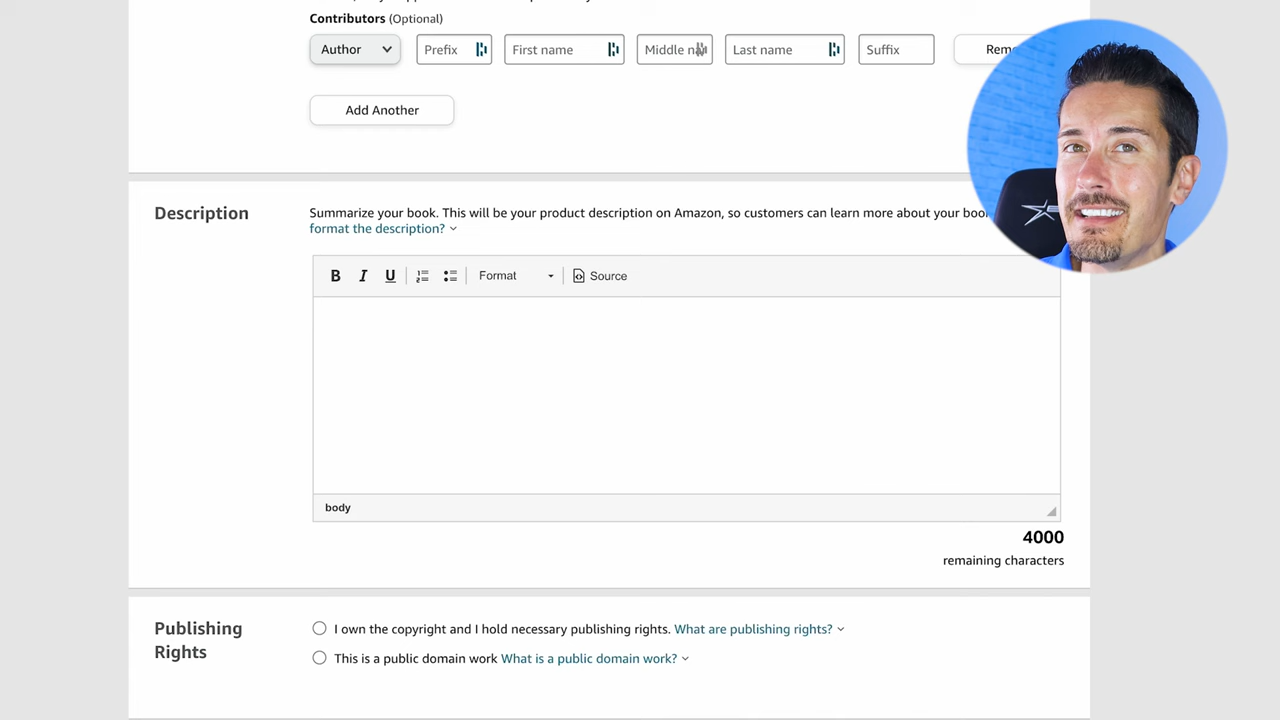 Contributors (Optional)
Author Prefix First name Middle n Last name Suffix
Add Another
Description
Summarize your book. This will be your product description on Amazon, so customers can learn more about your
format the description?
B I U Format Source
body
4000
remaining characters
Publishing Rights
I own the copyright and I hold necessary publishing rights. What are publishing rights?
This is a public domain work What is a public domain work?